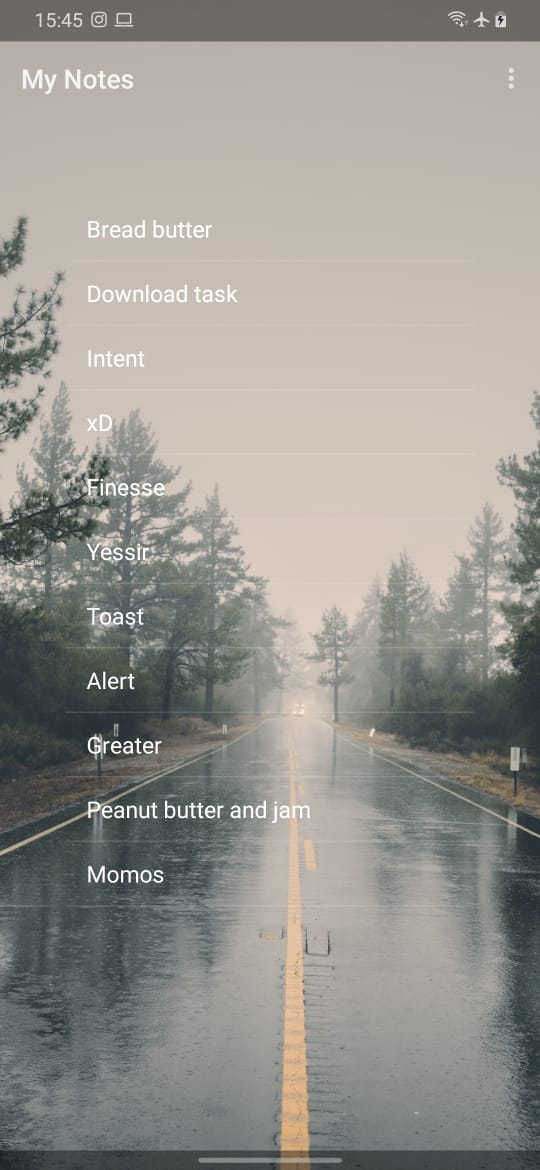 15:45
My Notes
Bread butter
Download task
Intent
xD
Finesse
Yessir
Toast
Alert
Greater
Peanut butter and jam
Momos